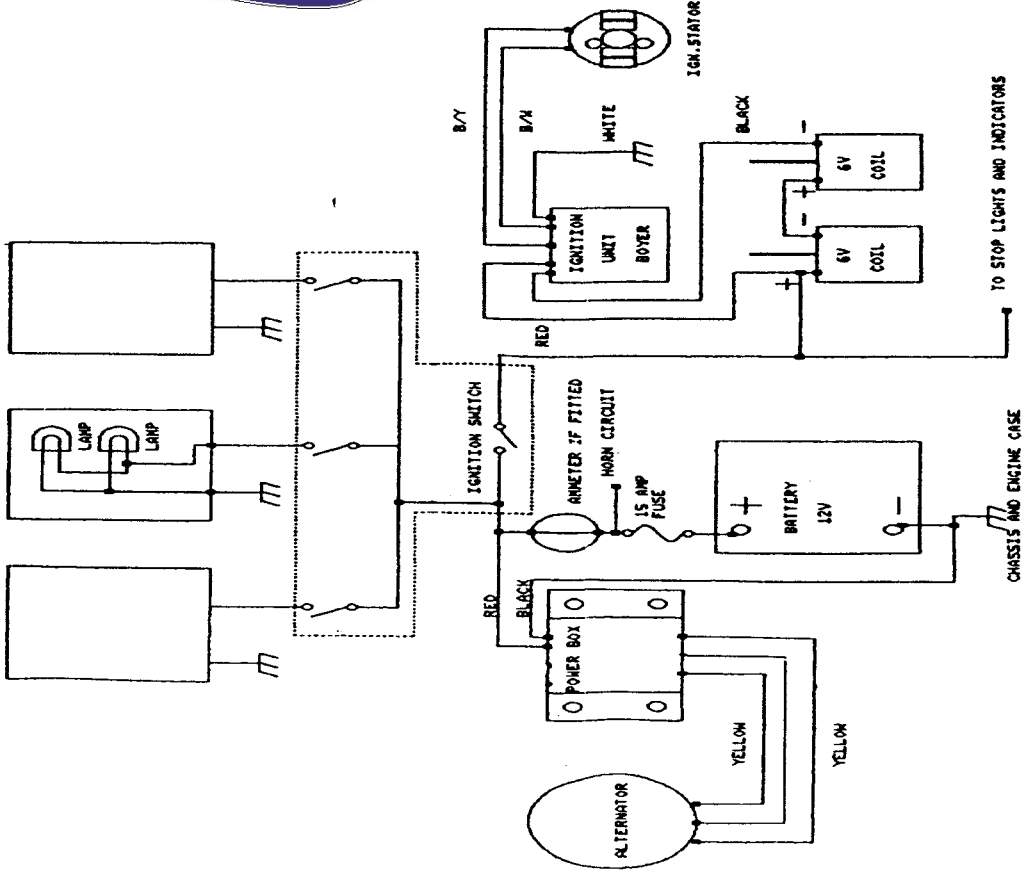 IGN.STATOR
B/Y
B/W
WHITE
BLACK
IGNITION
UNIT
BOYER
6V
COIL
-
+
6V
COIL
-
+
RED
TO STOP LIGHTS AND INDICATORS
LAMP
LAMP
IGNITION SWITCH
AMMETER IF FITTED
HORN CIRCUIT
15 AMP
FUSE
+
BATTERY
12V
-
CHASSIS AND ENGINE CASE
RED
BLACK
POWER BOX
YELLOW
YELLOW
ALTERNATOR